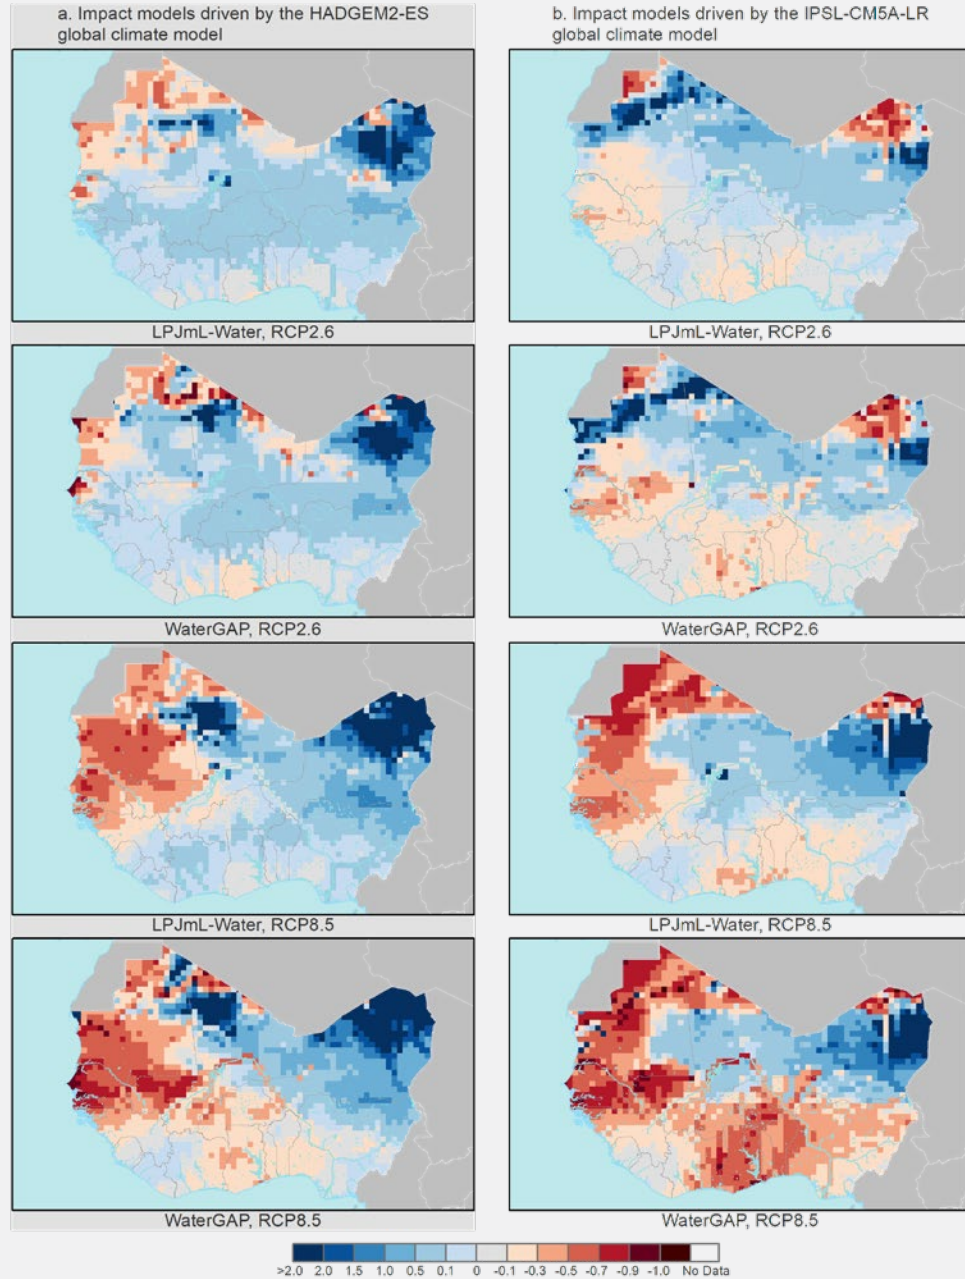 a. Impact models driven by the HADGEM2-ES
global climate model
b. Impact models driven by the IPSL-CM5A-LR
global climate model
LPJmL-Water, RCP2.6
LPJmL-Water, RCP2.6
WaterGAP, RCP2.6
WaterGAP, RCP2.6
LPJmL-Water, RCP8.5
LPJmL-Water, RCP8.5
WaterGAP, RCP8.5
WaterGAP, RCP8.5
>2.0 2.0 1.5 1.0 0.5 0.1 0 -0.1 -0.3 -0.5 -0.7 -0.9 -1.0 No Data